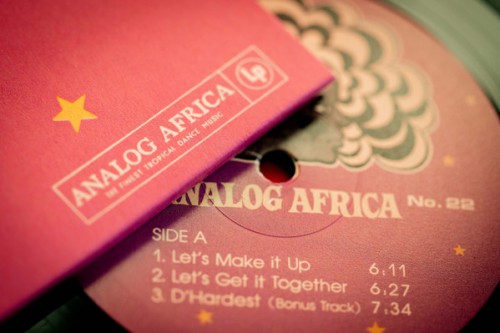 ANALOG AFRICA LP
THE FINEST TROPICAL DANCE MUSIC
ANALOG AFRICA No. 22
SIDE A
1. Let's Make it Up 6:11
2. Let's Get it Together 6:27
3. D'Hardest (Bonus Track) 7:34